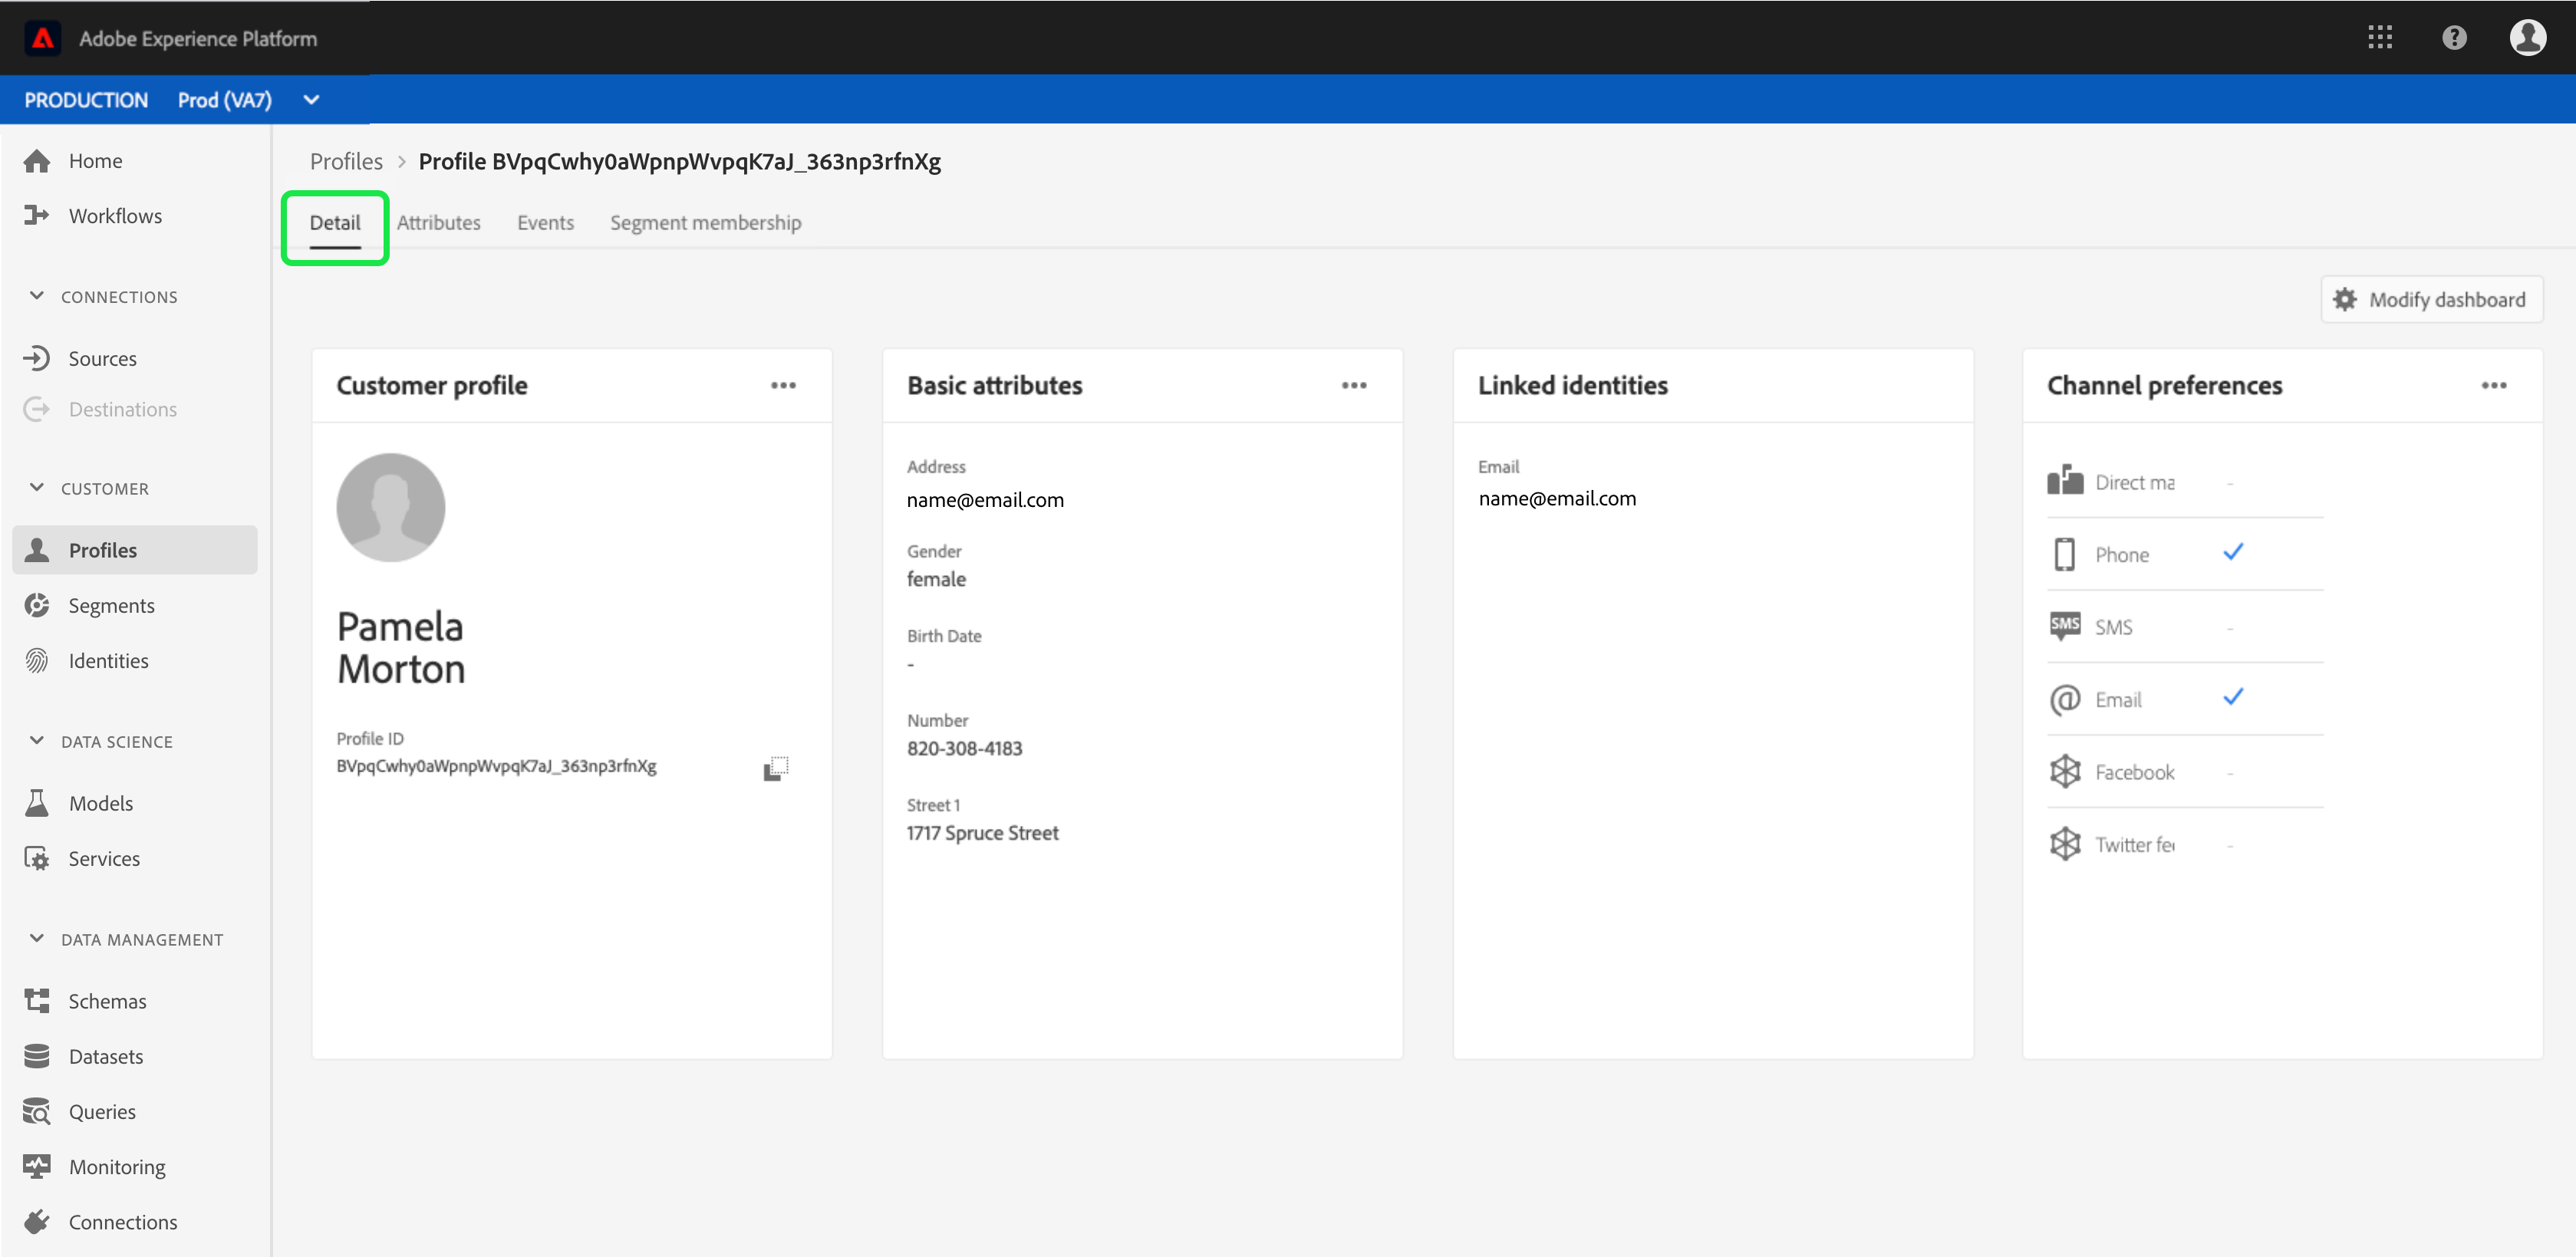 Adobe Experience Platform
PRODUCTION Prod (VA7)
Home
Workflows
CONNECTIONS
Sources
Destinations
CUSTOMER
Profiles
Segments
Identities
DATA SCIENCE
Models
Services
DATA MANAGEMENT
Schemas
Datasets
Queries
Monitoring
Connections
Profiles > Profile BVpqCwhy0aWpnpWvpqK7aJ_363np3rfnXg
Detail Attributes Events Segment membership
Modify dashboard
Customer profile
Pamela
Morton
Profile ID
BVpqCwhy0aWpnpWvpqK7aJ_363np3rfnXg
Basic attributes
Address
name@email.com
Gender
female
Birth Date
-
Number
820-308-4183
Street 1
1717 Spruce Street
Linked identities
Email
name@email.com
Channel preferences
Direct ma -
Phone
SMS SMS -
Email
Facebook -
Twitter fe -